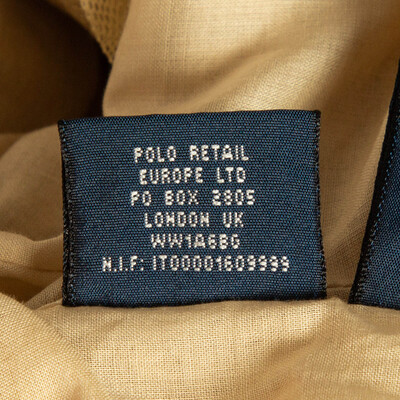 POLO RETAIL
EUROPE LTD
PO BOX 2805
LONDON UK
WW1A6BG
N.I.F: IT00001609999